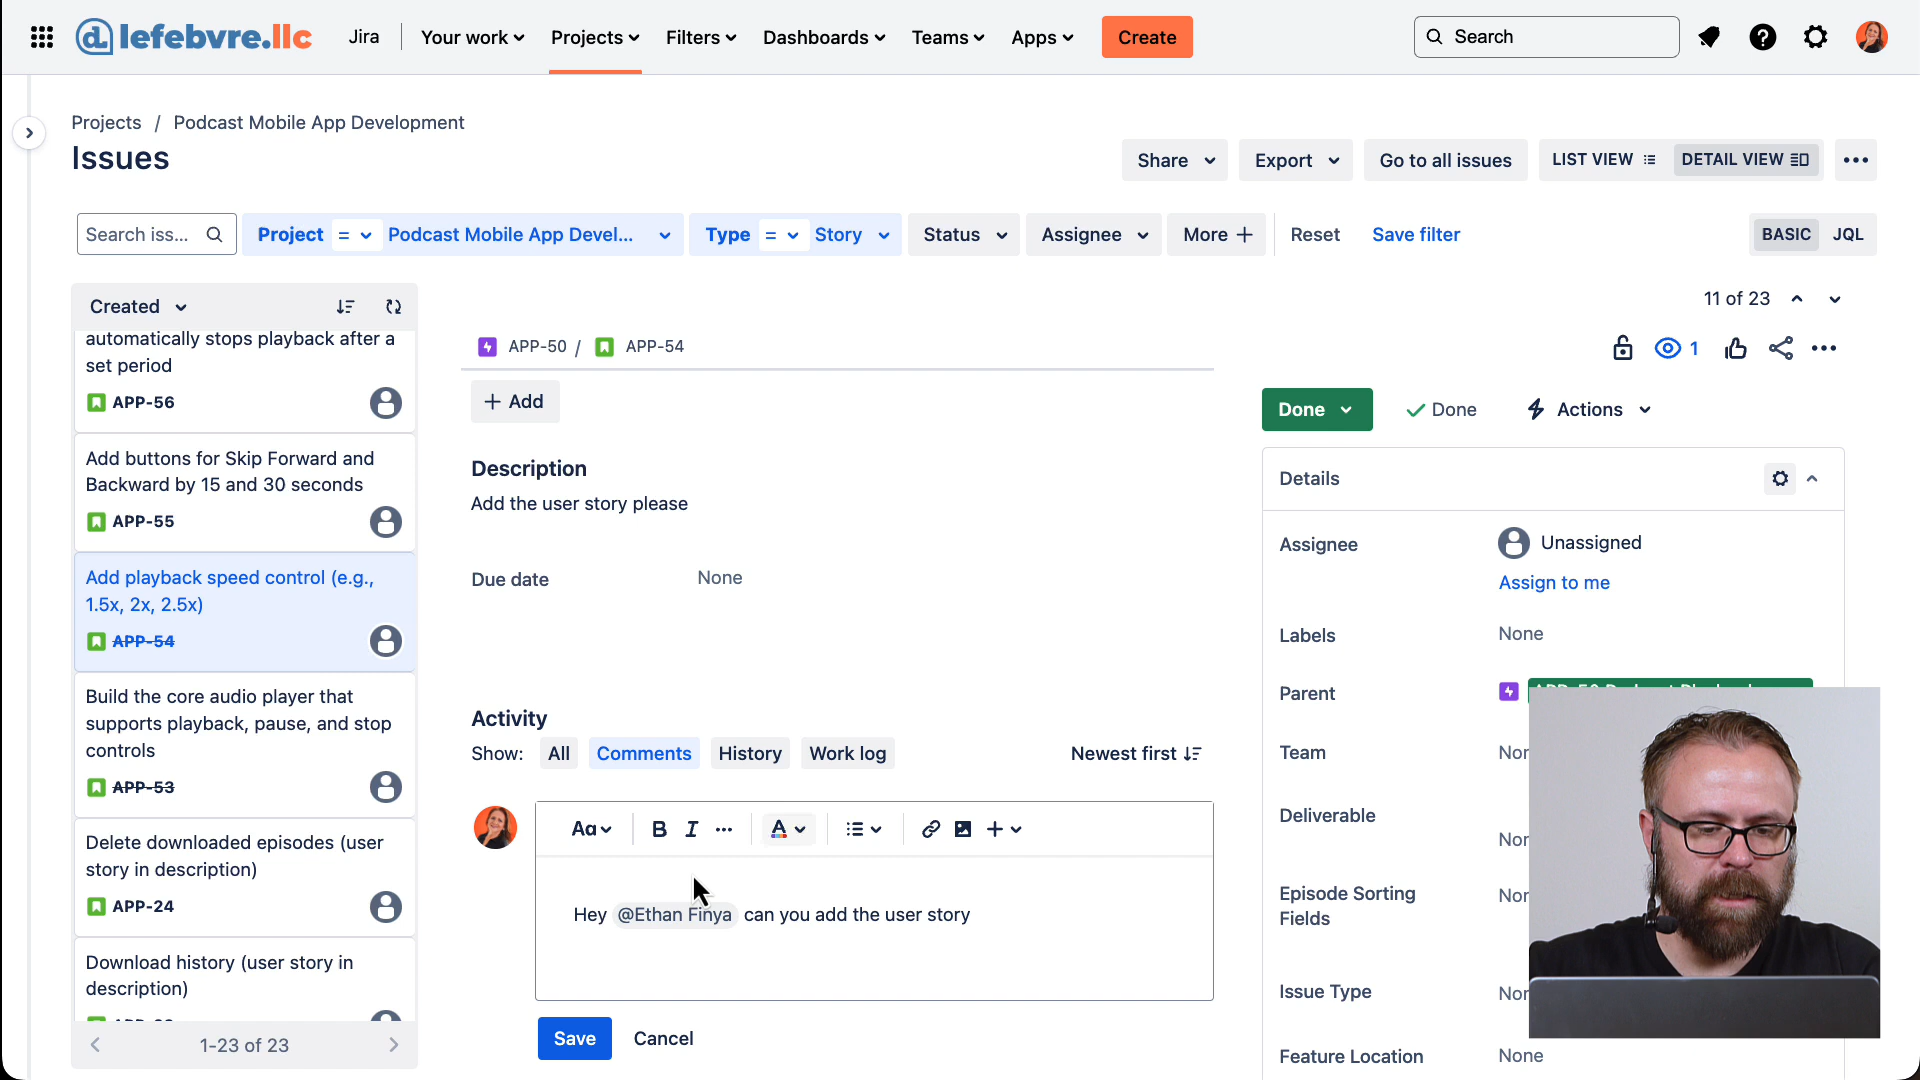 lefebvre.llc
Jira
Your work
Projects
Filters
Dashboards
Teams
Apps
Create
Search
Projects / Podcast Mobile App Development
Issues
Share
Export
Go to all issues
LIST VIEW
DETAIL VIEW
Search iss...
Project = Podcast Mobile App Devel...
Type = Story
Status
Assignee
More
Reset
Save filter
BASIC
JQL
Created
automatically stops playback after a
set period
APP-56
Add buttons for Skip Forward and
Backward by 15 and 30 seconds
APP-55
Add playback speed control (e.g.,
1.5x, 2x, 2.5x)
APP-54
Build the core audio player that
supports playback, pause, and stop
controls
APP-53
Delete downloaded episodes (user
story in description)
APP-24
Download history (user story in
description)
1-23 of 23
11 of 23
APP-50 / APP-54
1
Add
Description
Add the user story please
Due date
None
Activity
Show:
All
Comments
History
Work log
Newest first
Aa
B
I
A
Hey @Ethan Finya can you add the user story
Save
Cancel
Done
Done
Actions
Details
Assignee
Unassigned
Assign to me
Labels
None
Parent
Team
Deliverable
Episode Sorting
Fields
Issue Type
Feature Location
None